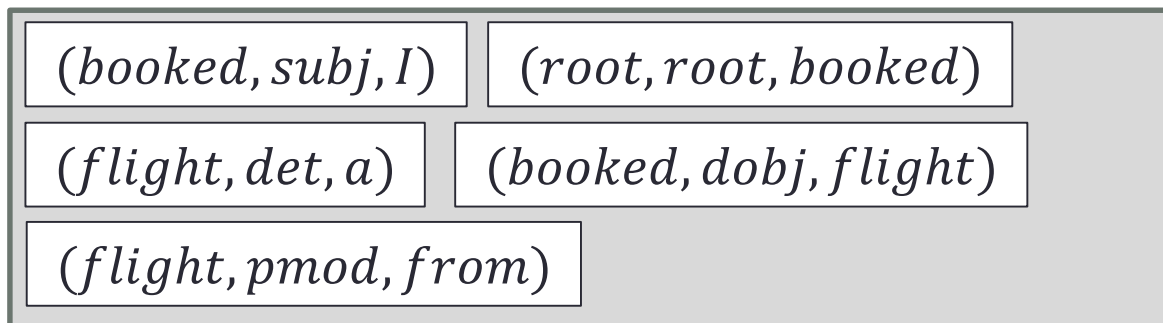 (booked, subj, I) (root, root, booked)
(flight, det, a) (booked, dobj, flight)
(flight, pmod, from)